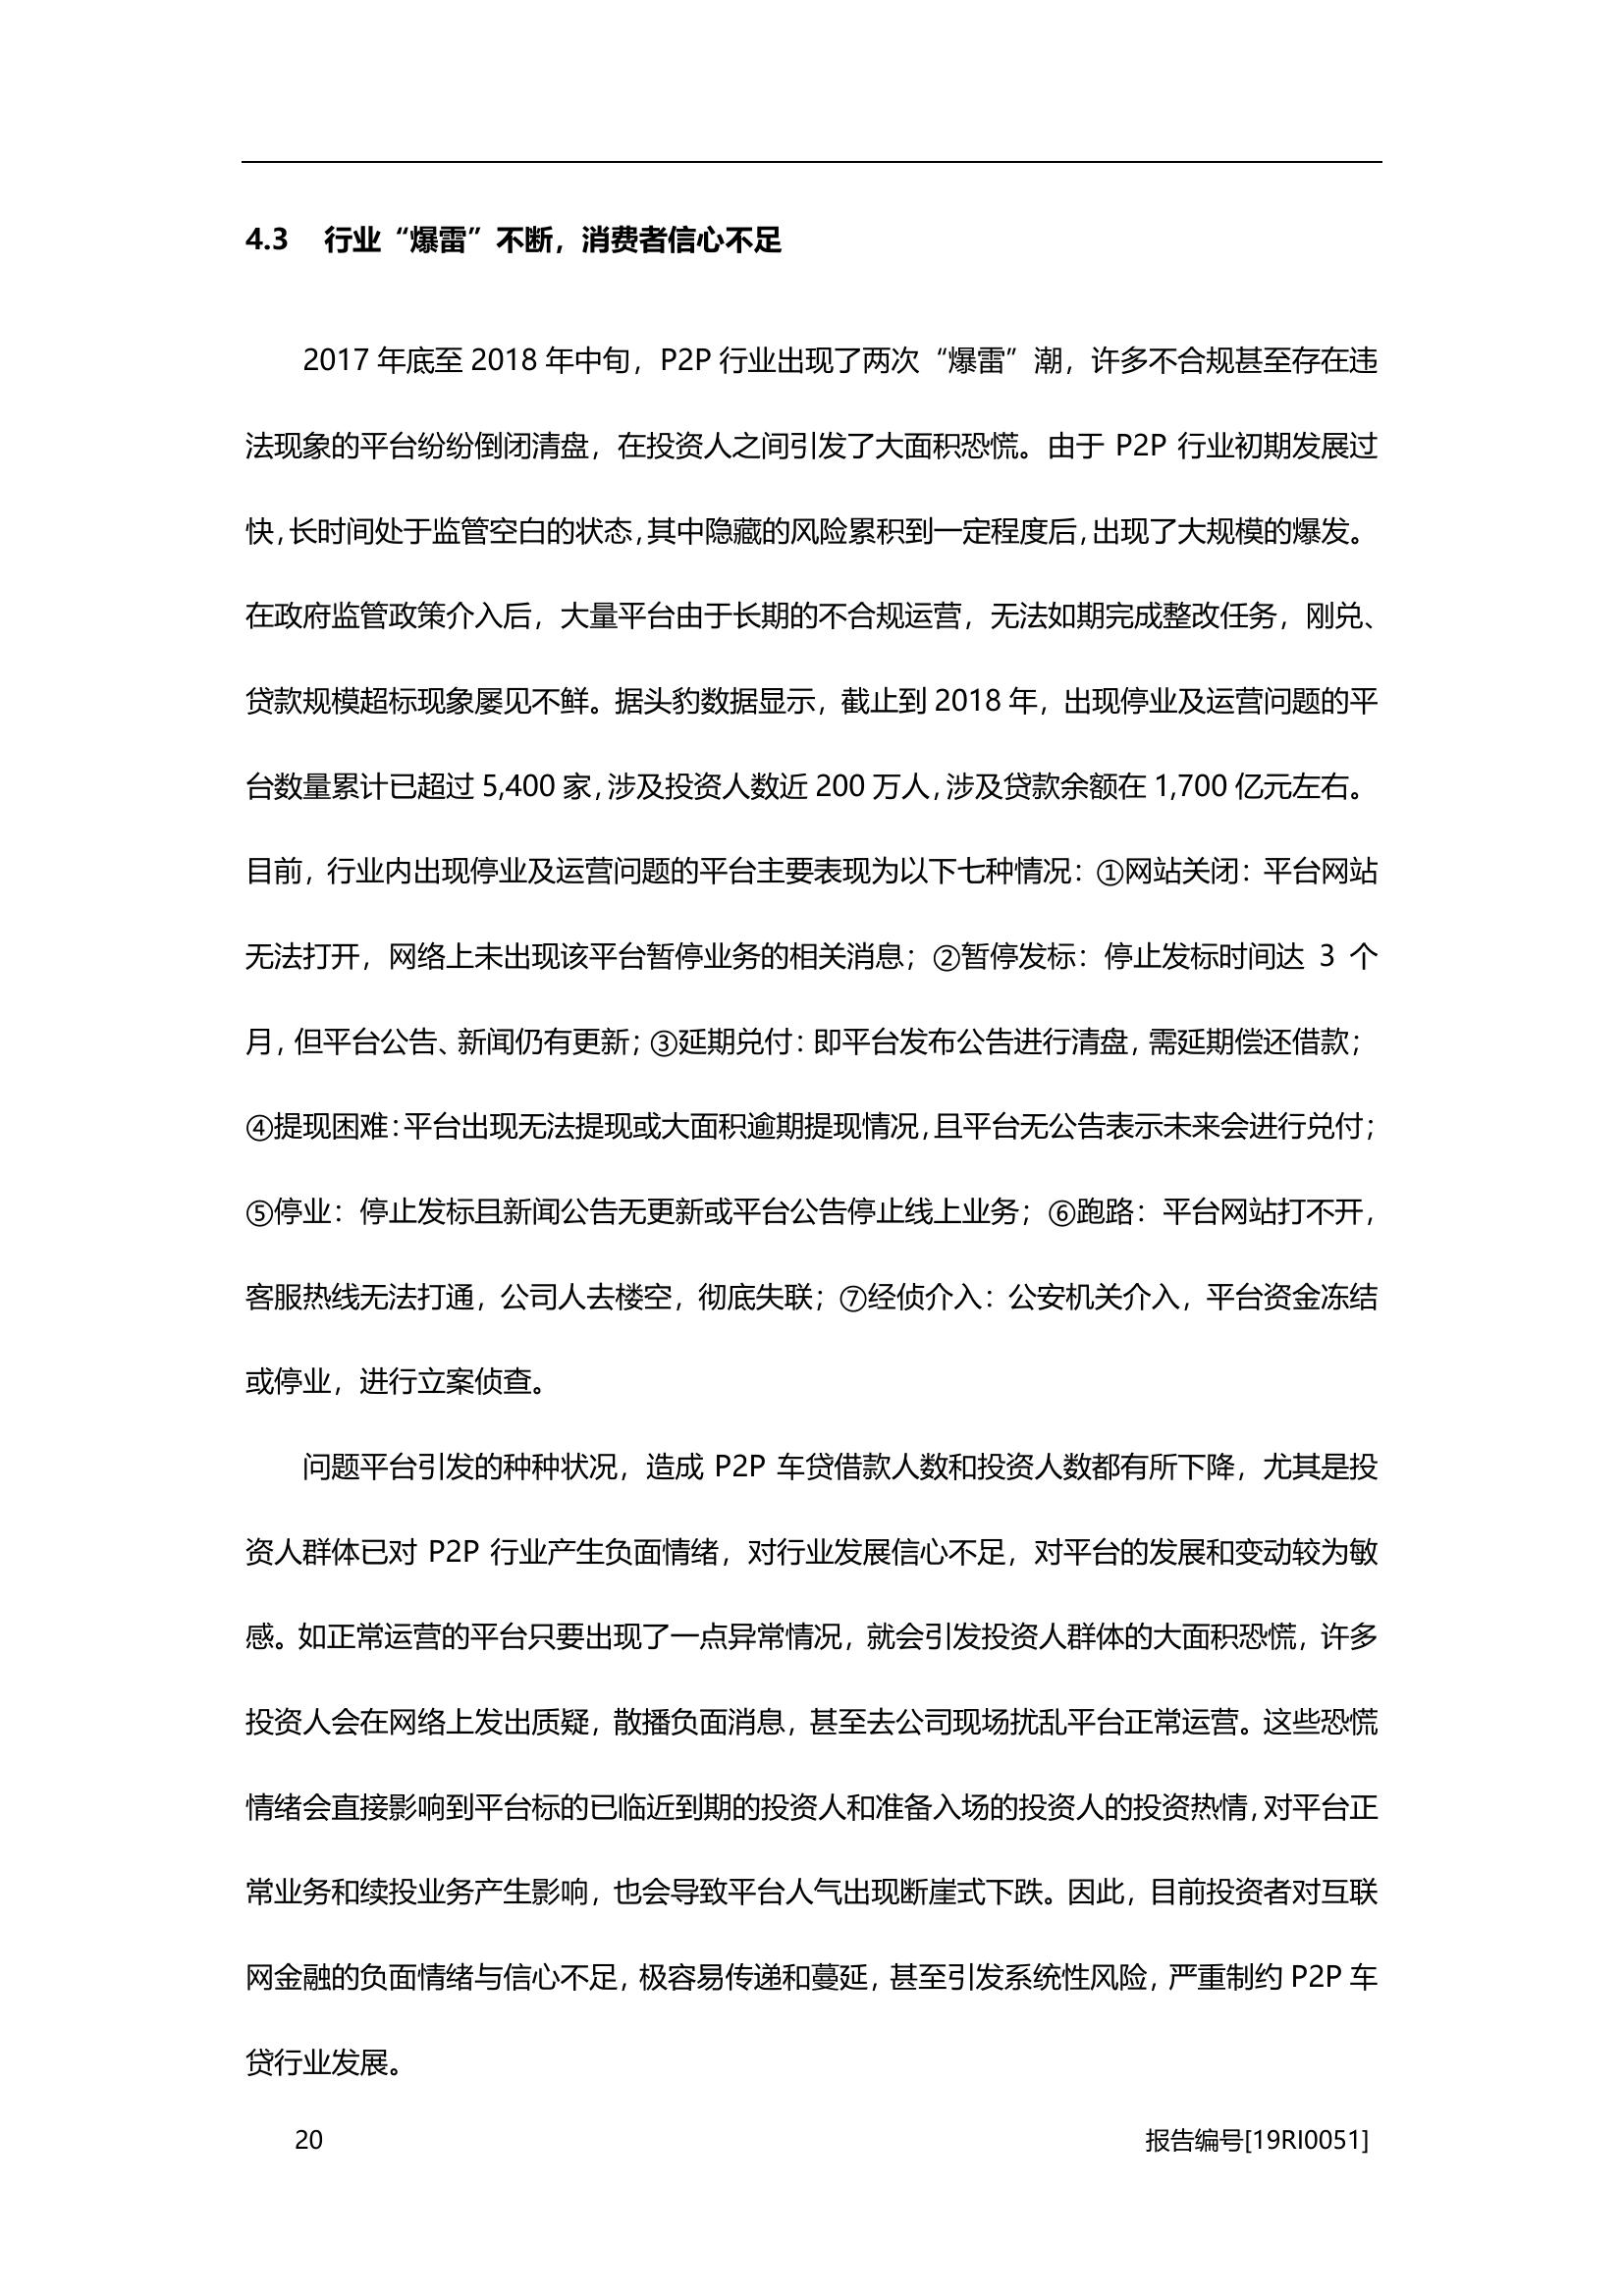 4.3 行业“爆雷”不断，消费者信心不足
2017 年底至 2018 年中旬，P2P 行业出现了两次“爆雷”潮，许多不合规甚至存在违
法现象的平台纷纷倒闭清盘，在投资人之间引发了大面积恐慌。由于 P2P 行业初期发展过
快，长时间处于监管空白的状态，其中隐藏的风险累积到一定程度后，出现了大规模的爆发。
在政府监管政策介入后，大量平台由于长期的不合规运营，无法如期完成整改任务，刚兑、
贷款规模超标现象屡见不鲜。据头豹数据显示，截止到 2018 年，出现停业及运营问题的平
台数量累计已超过 5,400 家，涉及投资人数近 200 万人，涉及贷款余额在 1,700 亿元左右。
目前，行业内出现停业及运营问题的平台主要表现为以下七种情况：①网站关闭：平台网站
无法打开，网络上未出现该平台暂停业务的相关消息；②暂停发标：停止发标时间达 3 个
月，但平台公告、新闻仍有更新；③延期兑付：即平台发布公告进行清盘，需延期偿还借款；
④提现困难：平台出现无法提现或大面积逾期提现情况，且平台无公告表示未来会进行兑付；
⑤停业：停止发标且新闻公告无更新或平台公告停止线上业务；⑥跑路：平台网站打不开，
客服热线无法打通，公司人去楼空，彻底失联；⑦经侦介入：公安机关介入，平台资金冻结
或停业，进行立案侦查。
问题平台引发的种种状况，造成 P2P 车贷借款人数和投资人数都有所下降，尤其是投
资人群体已对 P2P 行业产生负面情绪，对行业发展信心不足，对平台的发展和变动较为敏
感。如正常运营的平台只要出现了一点异常情况，就会引发投资人群体的大面积恐慌，许多
投资人会在网络上发出质疑，散播负面消息，甚至去公司现场扰乱平台正常运营。这些恐慌
情绪会直接影响到平台标的已临近到期的投资人和准备入场的投资人的投资热情，对平台正
常业务和续投业务产生影响，也会导致平台人气出现断崖式下跌。因此，目前投资者对互联
网金融的负面情绪与信心不足，极容易传递和蔓延，甚至引发系统性风险，严重制约 P2P 车
贷行业发展。
20 报告编号[19RI0051]